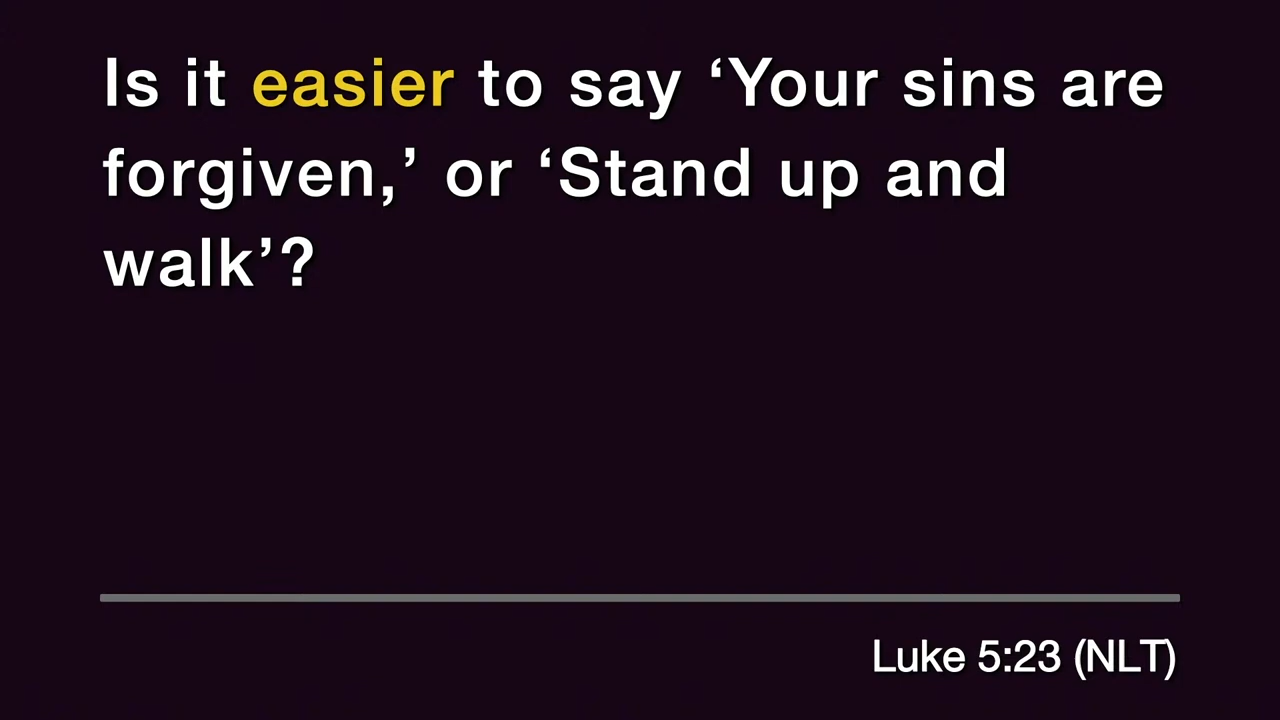 Is it easier to say ‘Your sins are
forgiven,’ or ‘Stand up and
walk’?
Luke 5:23 (NLT)